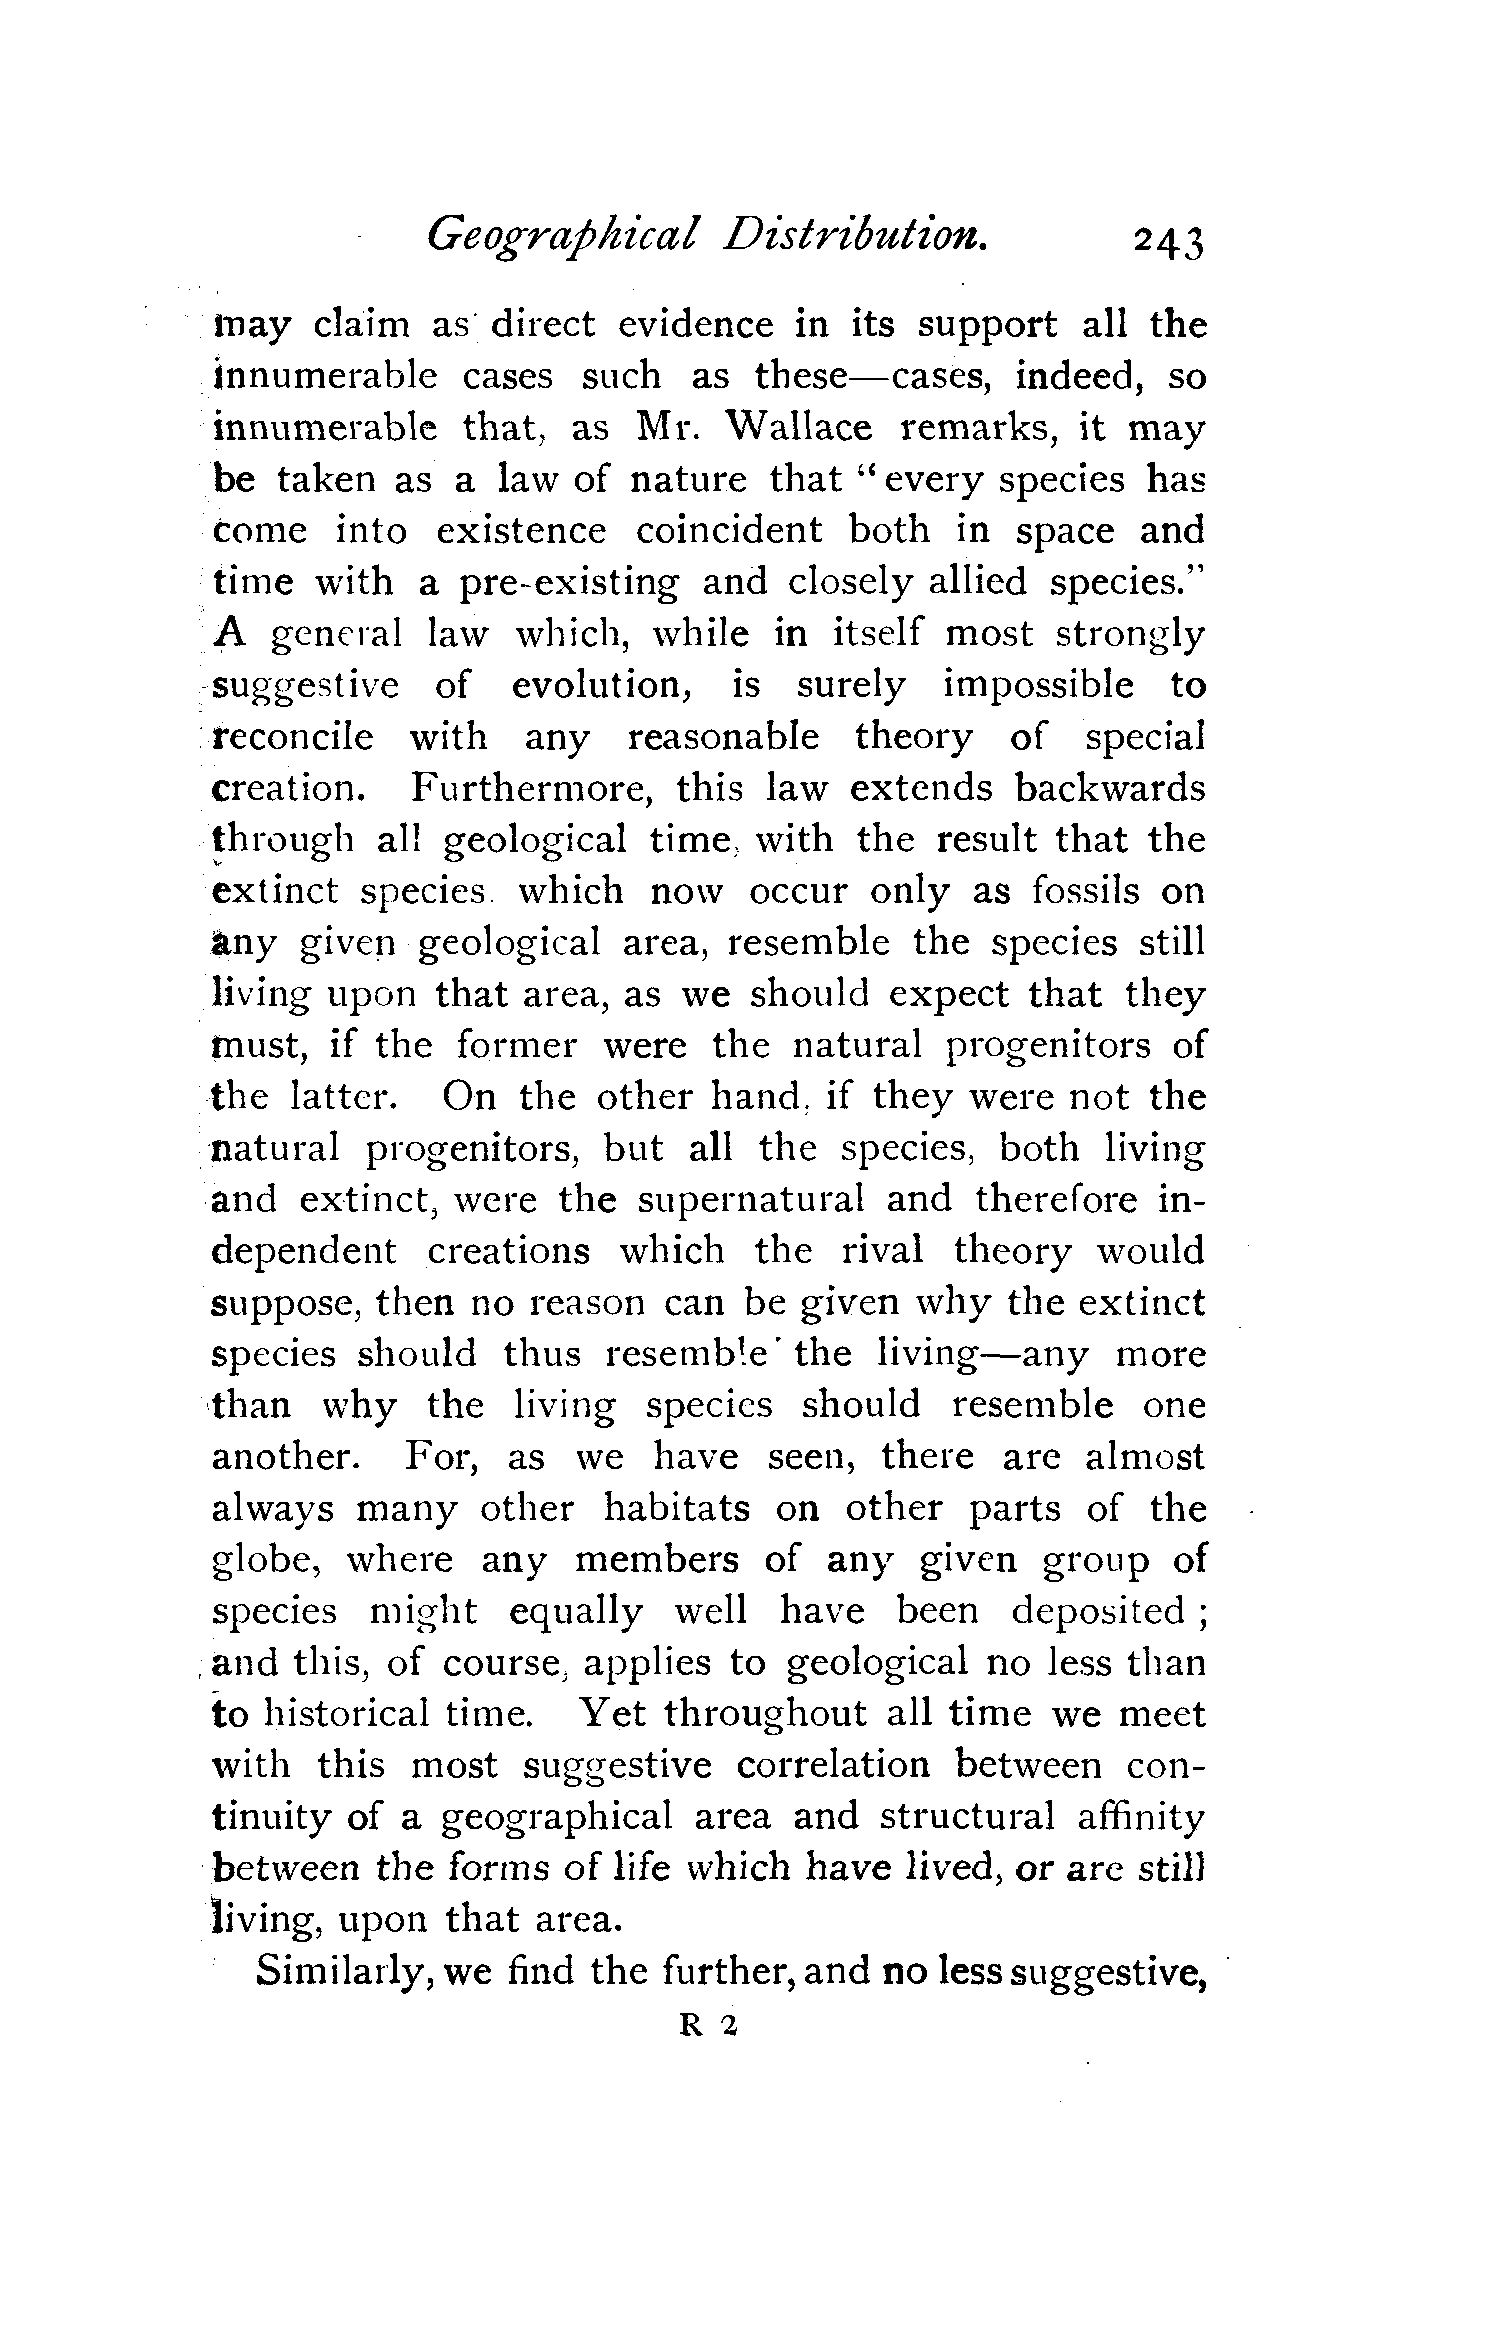 Geographical Distribution. 243
may claim as direct evidence in its support all the
innumerable cases such as these—cases, indeed, so
innumerable that, as Mr. Wallace remarks, it may
be taken as a law of nature that "every species has
come into existence coincident both in space and
time with a pre-existing and closely allied species."
A general law which, while in itself most strongly
suggestive of evolution, is surely impossible to
reconcile with any reasonable theory of special
creation. Furthermore, this law extends backwards
through all geological time, with the result that the
extinct species which now occur only as fossils on
any given geological area, resemble the species still
living upon that area, as we should expect that they
must, if the former were the natural progenitors of
the latter. On the other hand, if they were not the
natural progenitors, but all the species, both living
and extinct, were the supernatural and therefore in-
dependent creations which the rival theory would
suppose, then no reason can be given why the extinct
species should thus resemble the living—any more
than why the living species should resemble one
another. For, as we have seen, there are almost
always many other habitats on other parts of the
globe, where any members of any given group of
species might equally well have been deposited ;
and this, of course, applies to geological no less than
to historical time. Yet throughout all time we meet
with this most suggestive correlation between con-
tinuity of a geographical area and structural affinity
between the forms of life which have lived, or are still
living, upon that area.
Similarly, we find the further, and no less suggestive,
R 2